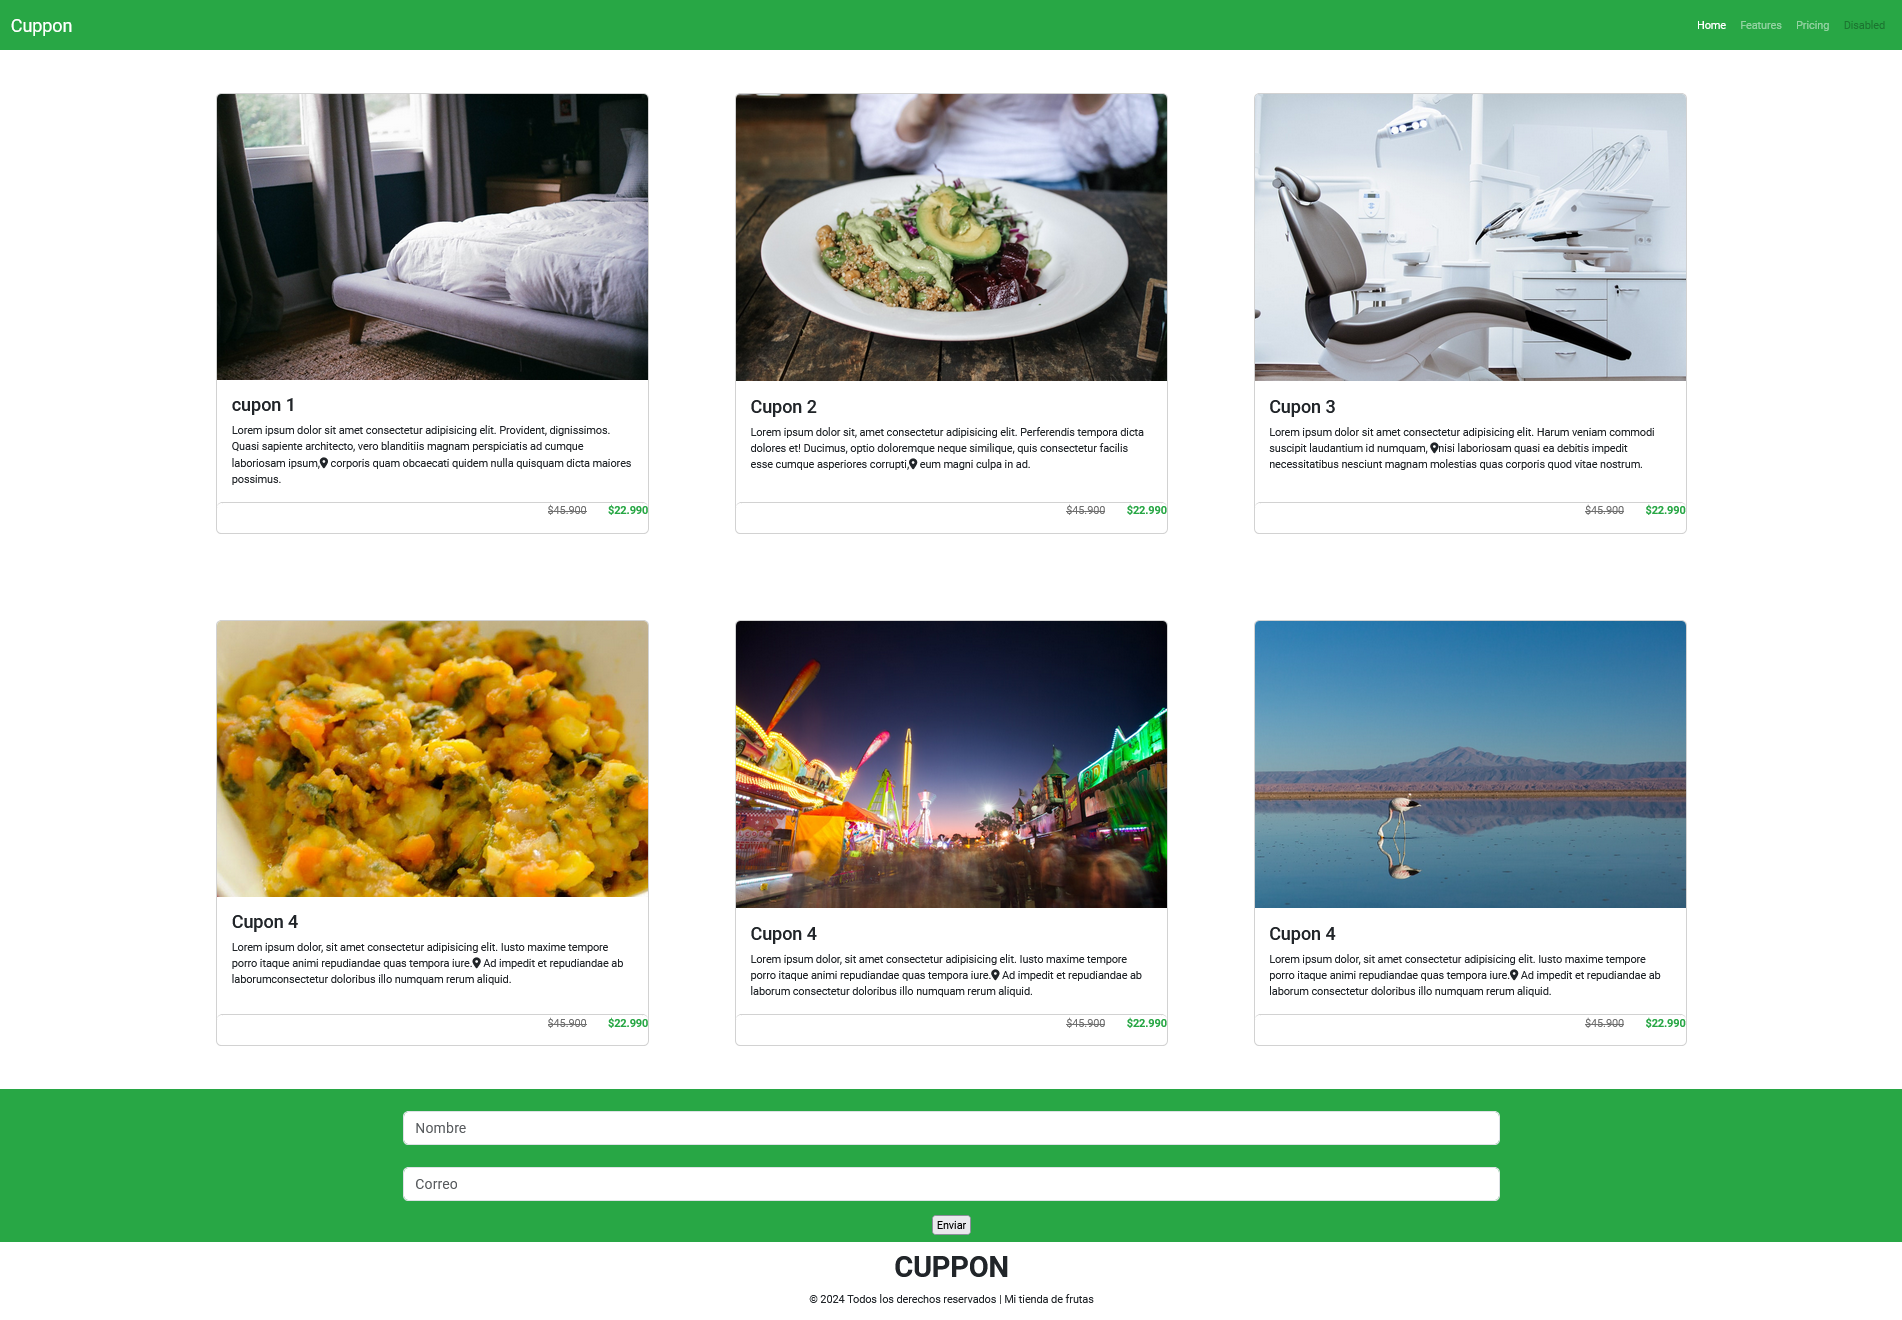 Cuppon
Home Features Pricing Disabled
cupon 1
Lorem ipsum dolor sit amet consectetur adipisicing elit. Provident, dignissimos.
Quasi sapiente architecto, vero blanditiis magnam perspiciatis ad cumque
laboriosam ipsum, corporis quam obcaecati quidem nulla quisquam dicta maiores
possimus.
$45.900 $22.990
Cupon 2
Lorem ipsum dolor sit, amet consectetur adipisicing elit. Perferendis tempora dicta
dolores et! Ducimus, optio doloremque neque similique, quis consectetur facilis
esse cumque asperiores corrupti, eum magni culpa in ad.
$45.900 $22.990
Cupon 3
Lorem ipsum dolor sit amet consectetur adipisicing elit. Harum veniam commodi
suscipit laudantium id numquam, nisi laboriosam quasi ea debitis impedit
necessitatibus nesciunt magnam molestias quas corporis quod vitae nostrum.
$45.900 $22.990
Cupon 4
Lorem ipsum dolor, sit amet consectetur adipisicing elit. Iusto maxime tempore
porro itaque animi repudiandae quas tempora iure. Ad impedit et repudiandae ab
laborumconsectetur doloribus illo numquam rerum aliquid.
$45.900 $22.990
Cupon 4
Lorem ipsum dolor, sit amet consectetur adipisicing elit. Iusto maxime tempore
porro itaque animi repudiandae quas tempora iure. Ad impedit et repudiandae ab
laborum consectetur doloribus illo numquam rerum aliquid.
$45.900 $22.990
Cupon 4
Lorem ipsum dolor, sit amet consectetur adipisicing elit. Iusto maxime tempore
porro itaque animi repudiandae quas tempora iure. Ad impedit et repudiandae ab
laborum consectetur doloribus illo numquam rerum aliquid.
$45.900 $22.990
Nombre
Correo
Enviar
CUPPON
© 2024 Todos los derechos reservados | Mi tienda de frutas